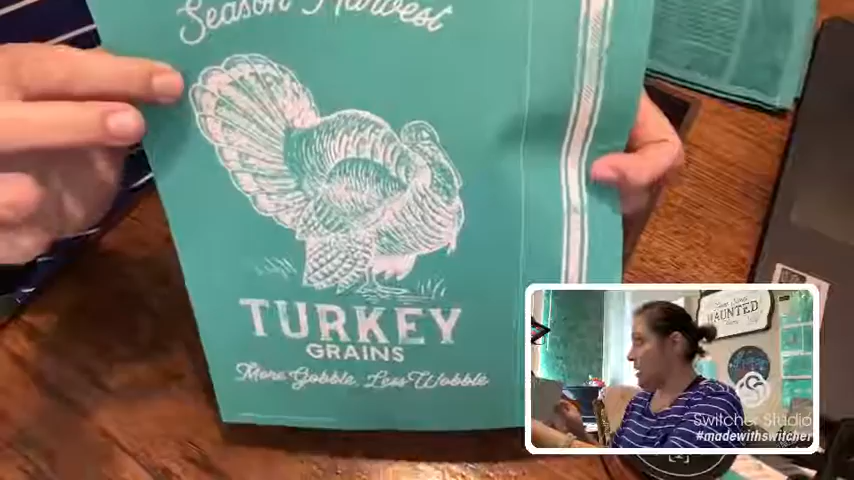 Season Harvest
TURKEY
GRAINS
More Gobble Less Wobble
HAUNTED
SWITCHER STUDIO
#madewithswitcher